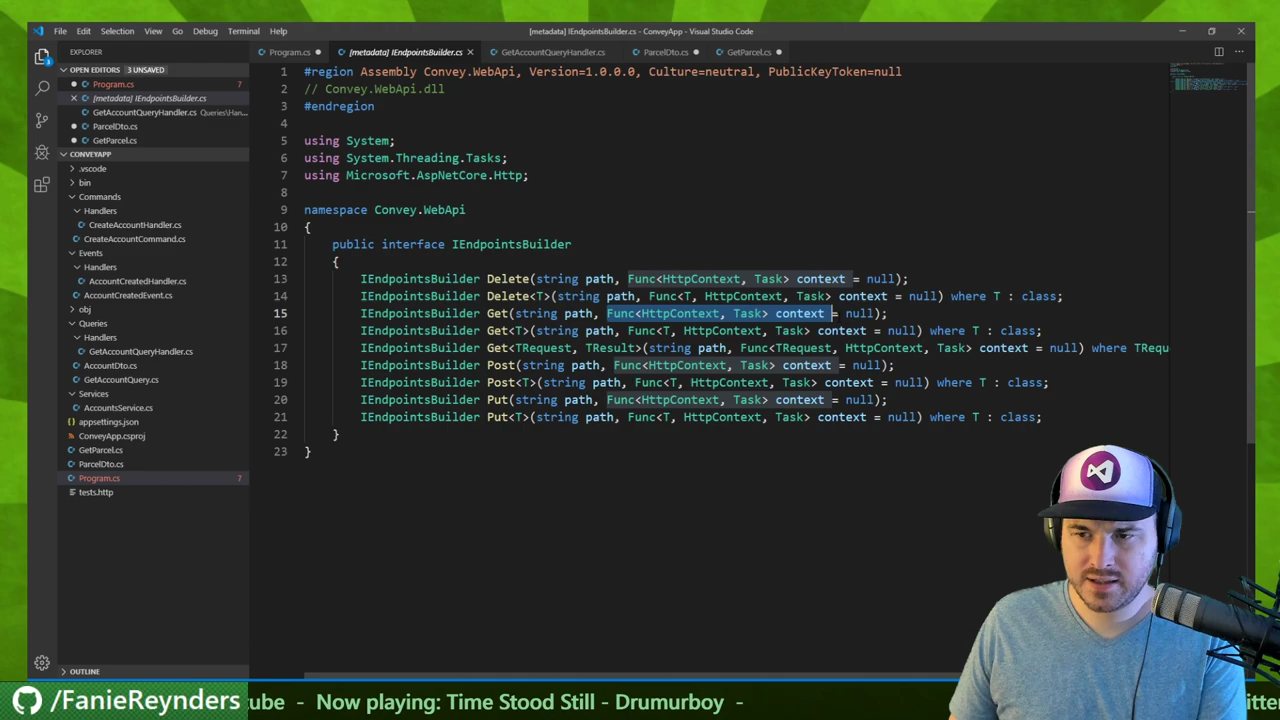 File Edit Selection View Go Debug Terminal Help
[metadata] IEndpointsBuilder.cs - ConveyApp - Visual Studio Code
EXPLORER
Program.cs
[metadata] IEndpointsBuilder.cs
GetAccountQueryHandler.cs
ParcelDto.cs
GetParcel.cs
3
OPEN EDITORS 3 UNSAVED
Program.cs 7
[metadata] IEndpointsBuilder.cs
GetAccountQueryHandler.cs Queries\Han...
ParcelDto.cs
GetParcel.cs
CONVEYAPP
.vscode
bin
Commands
Handlers
CreateAccountHandler.cs
CreateAccountCommand.cs
Events
Handlers
AccountCreatedHandler.cs
AccountCreatedEvent.cs
obj
Queries
Handlers
GetAccountQueryHandler.cs
AccountDto.cs
GetAccountQuery.cs
Services
AccountsService.cs
appsettings.json
ConveyApp.csproj
GetParcel.cs
ParcelDto.cs
Program.cs 7
tests.http
OUTLINE
1 #region Assembly Convey.WebApi, Version=1.0.0.0, Culture=neutral, PublicKeyToken=null
2 // Convey.WebApi.dll
3 #endregion
4
5 using System;
6 using System.Threading.Tasks;
7 using Microsoft.AspNetCore.Http;
8
9 namespace Convey.WebApi
10 {
11 public interface IEndpointsBuilder
12 {
13 IEndpointsBuilder Delete(string path, Func<HttpContext, Task> context = null);
14 IEndpointsBuilder Delete<T>(string path, Func<T, HttpContext, Task> context = null) where T : class;
15 IEndpointsBuilder Get(string path, Func<HttpContext, Task> context = null);
16 IEndpointsBuilder Get<T>(string path, Func<T, HttpContext, Task> context = null) where T : class;
17 IEndpointsBuilder Get<TRequest, TResult>(string path, Func<TRequest, HttpContext, Task> context = null) where TRequ
18 IEndpointsBuilder Post(string path, Func<HttpContext, Task> context = null);
19 IEndpointsBuilder Post<T>(string path, Func<T, HttpContext, Task> context = null) where T : class;
20 IEndpointsBuilder Put(string path, Func<HttpContext, Task> context = null);
21 IEndpointsBuilder Put<T>(string path, Func<T, HttpContext, Task> context = null) where T : class;
22 }
23 }
/FanieReynders
tube - Now playing: Time Stood Still - Drumurboy -
itter